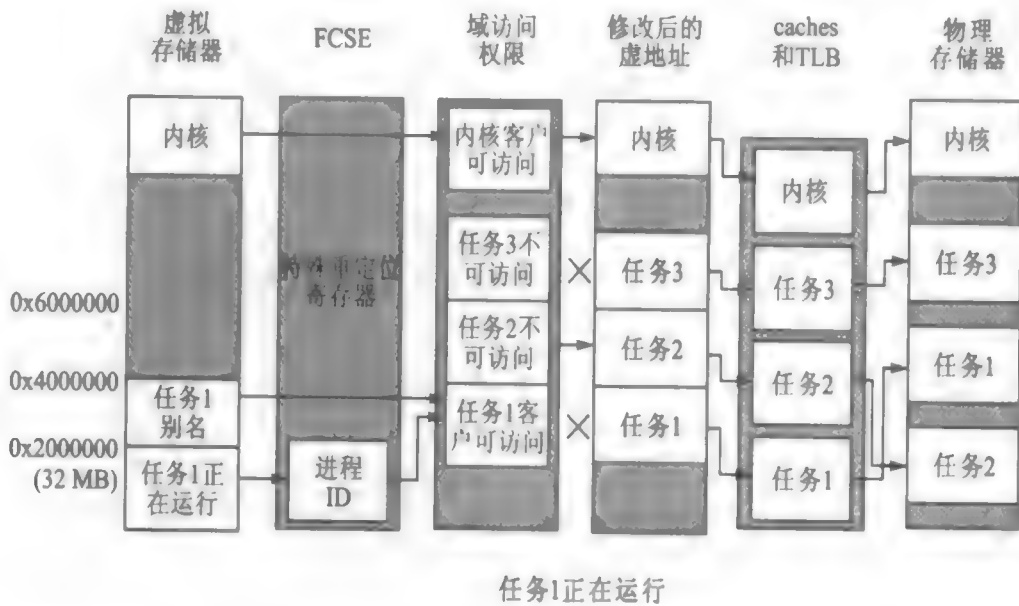 虚拟
存储器
FCSE
域访问
权限
修改后的
虚地址
caches
和TLB
物理
存储器
内核
内核客户
可访问
内核
内核
内核
任务3不
可访问
任务3
任务3
任务3
重定位
寄存器
0x6000000
任务2不
可访问
任务2
任务2
任务1
0x4000000
任务1
别名
任务1客
户可访问
任务1
任务1
任务2
0x2000000
(32 MB)
任务1正
在运行
进程
ID
任务1正在运行